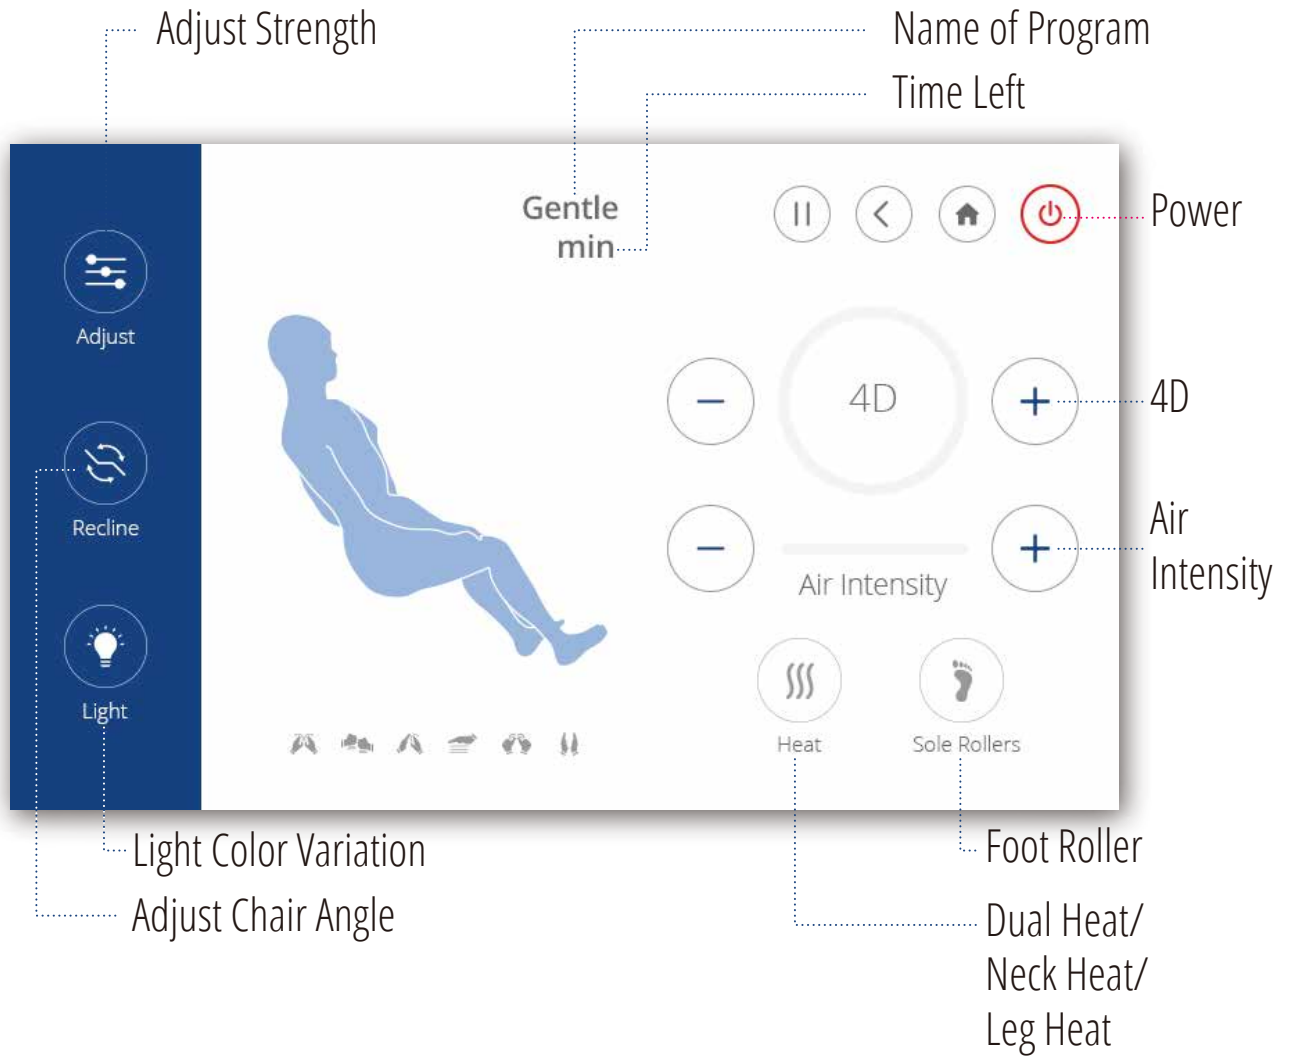 Adjust Strength
Name of Program
Time Left
Gentle
min
Power
Adjust
4D
4D
Recline
Air
Intensity
Air Intensity
Light
Heat
Sole Rollers
Light Color Variation
Adjust Chair Angle
Foot Roller
Dual Heat/
Neck Heat/
Leg Heat